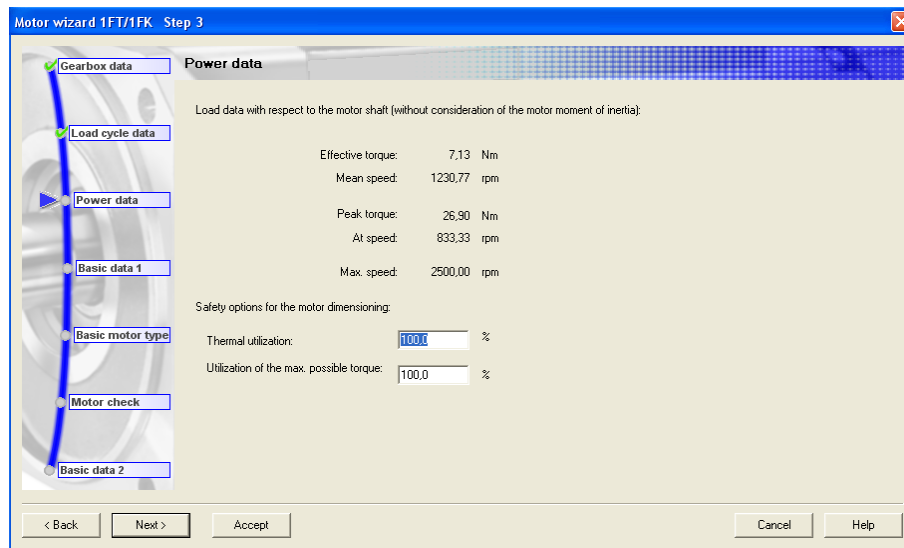 Motor wizard 1FT/1FK   Step 3
Gearbox data
Load cycle data
Power data
Basic data 1
Basic motor type
Motor check
Basic data 2
Power data
Load data with respect to the motor shaft (without consideration of the motor moment of inertia):
Effective torque: 7,13 Nm
Mean speed: 1230,77 rpm
Peak torque: 26,90 Nm
At speed: 833,33 rpm
Max. speed: 2500,00 rpm
Safety options for the motor dimensioning:
Thermal utilization: 100,0 %
Utilization of the max. possible torque: 100,0 %
< Back Next > Accept Cancel Help